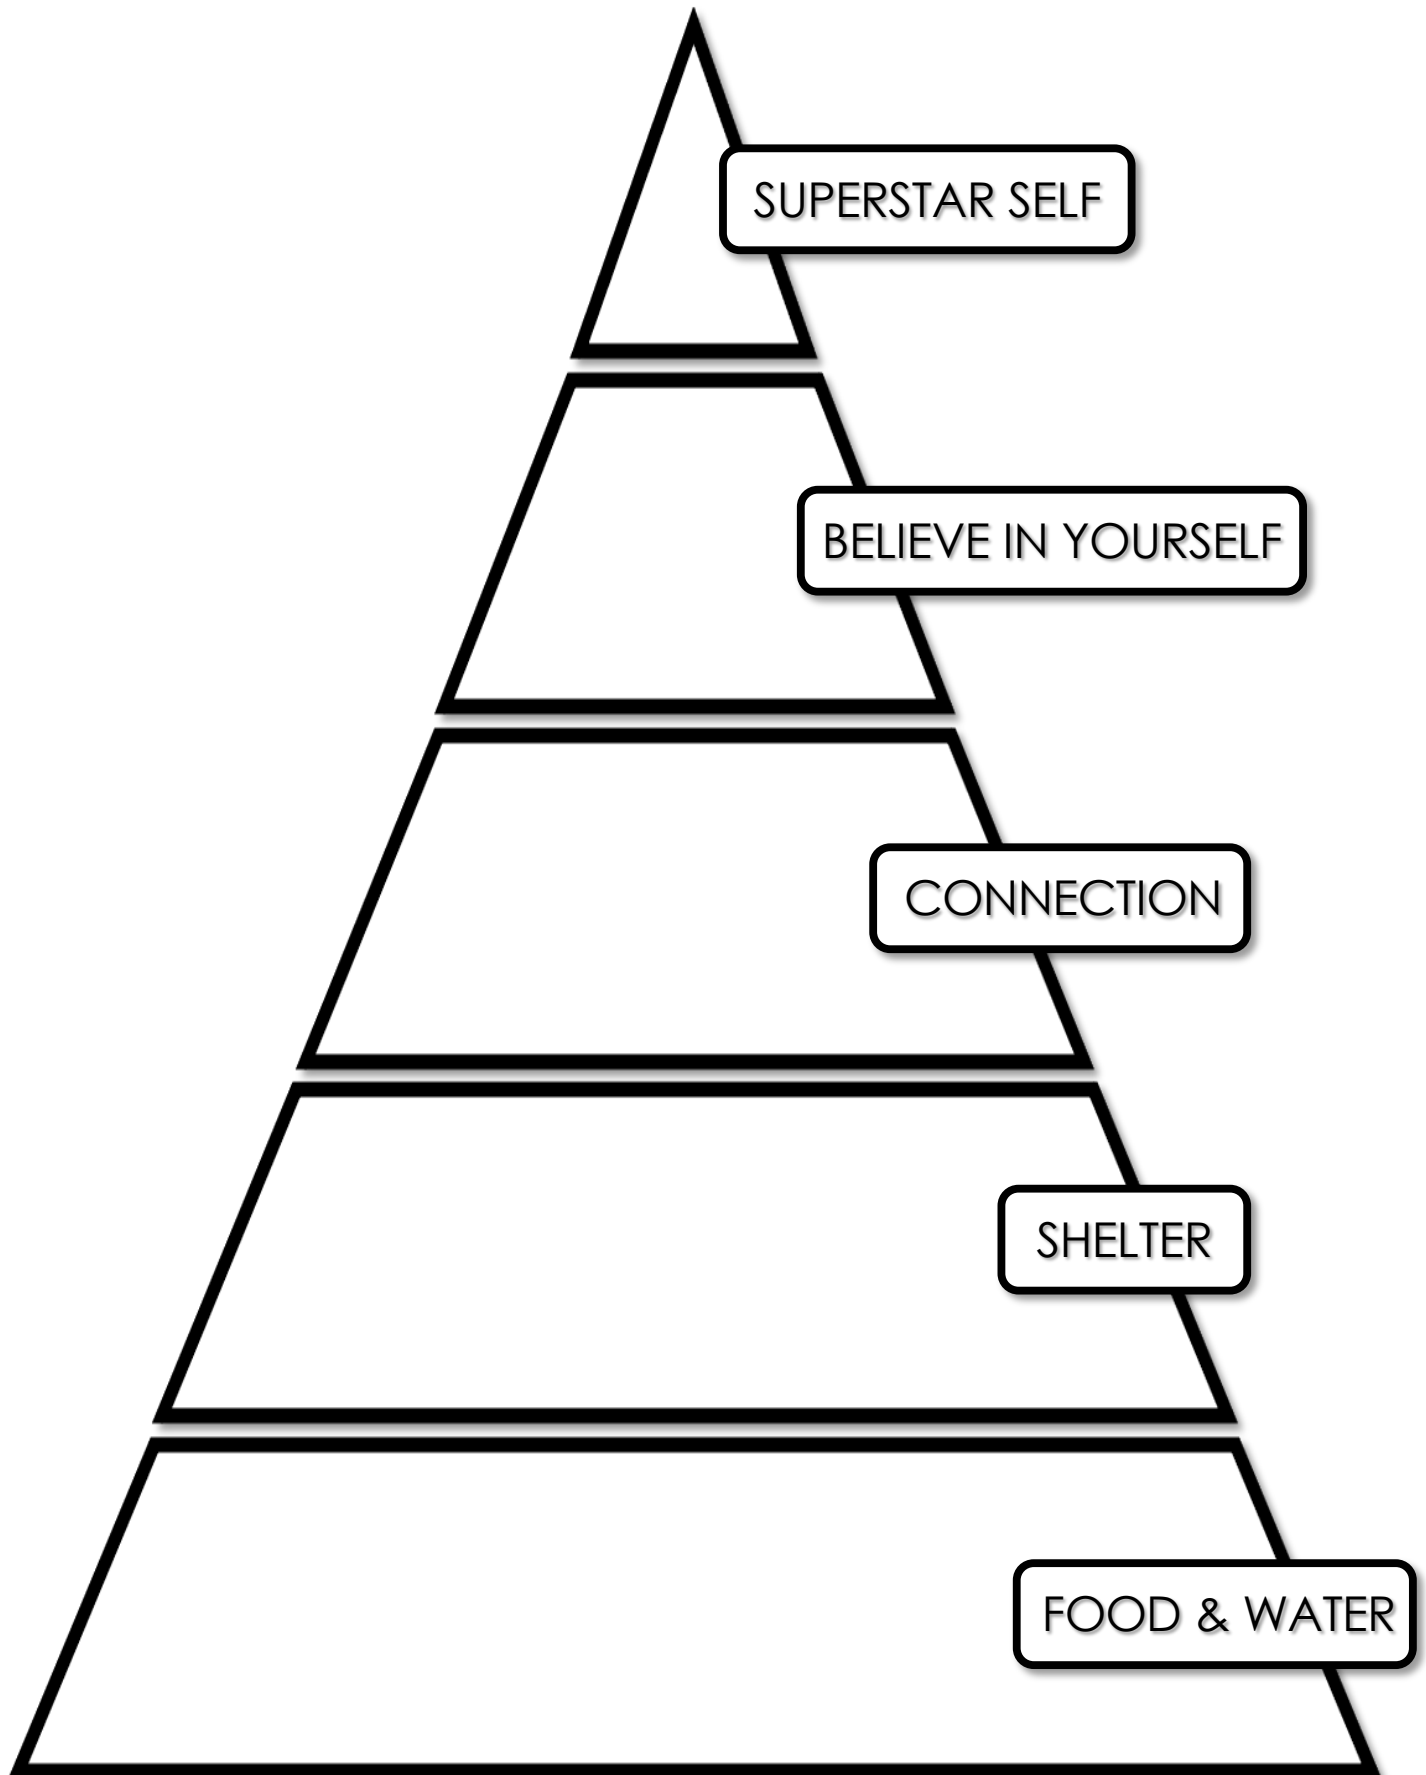 SUPERSTAR SELF
BELIEVE IN YOURSELF
CONNECTION
SHELTER
FOOD & WATER